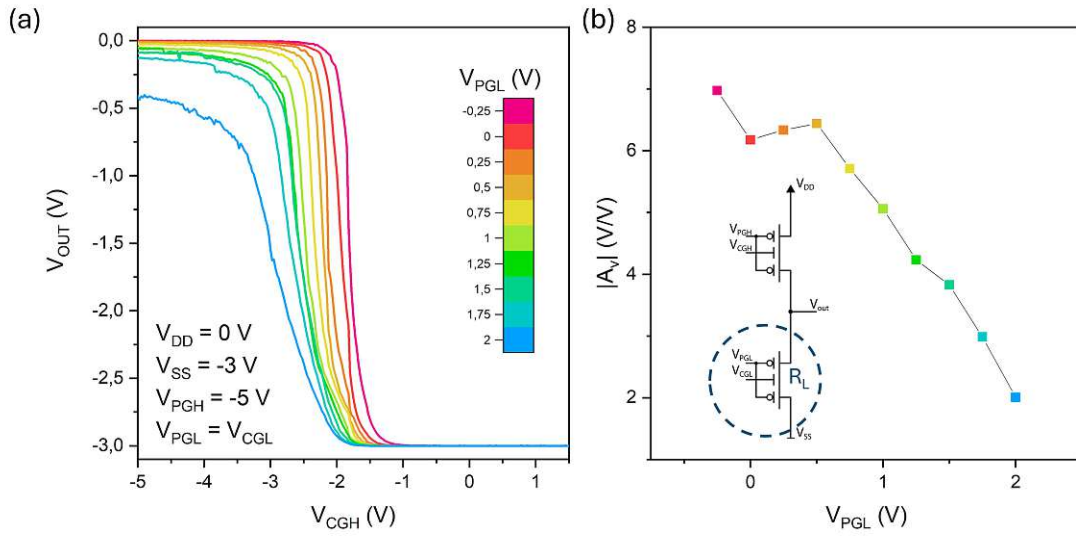 (a)
0,0
-0,5
-1,0
-1,5
-2,0
-2,5
-3,0
V_OUT (V)
-5
-4
-3
-2
-1
0
1
V_CGH (V)
V_DD = 0 V
V_SS = -3 V
V_PGH = -5 V
V_PGL = V_CGL
V_PGL (V)
-0,25
0
0,25
0,5
0,75
1
1,25
1,5
1,75
2
(b)
8
6
4
2
|A_v| (V/V)
0
1
2
V_PGL (V)
V_DD
V_PGH
V_CGH
V_out
V_PGL
V_CGL
R_L
V_SS